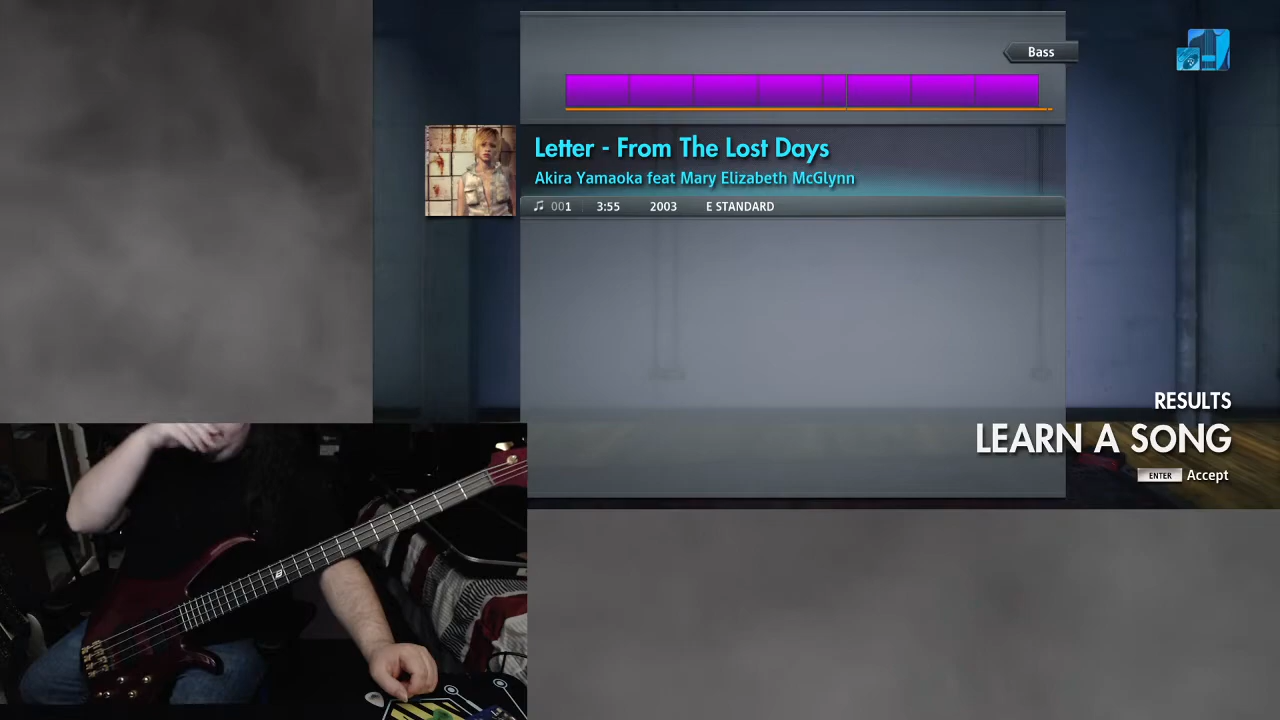 Bass
Letter - From The Lost Days
Akira Yamaoka feat Mary Elizabeth McGlynn
001 3:55 2003 E STANDARD
RESULTS
LEARN A SONG
ENTER Accept